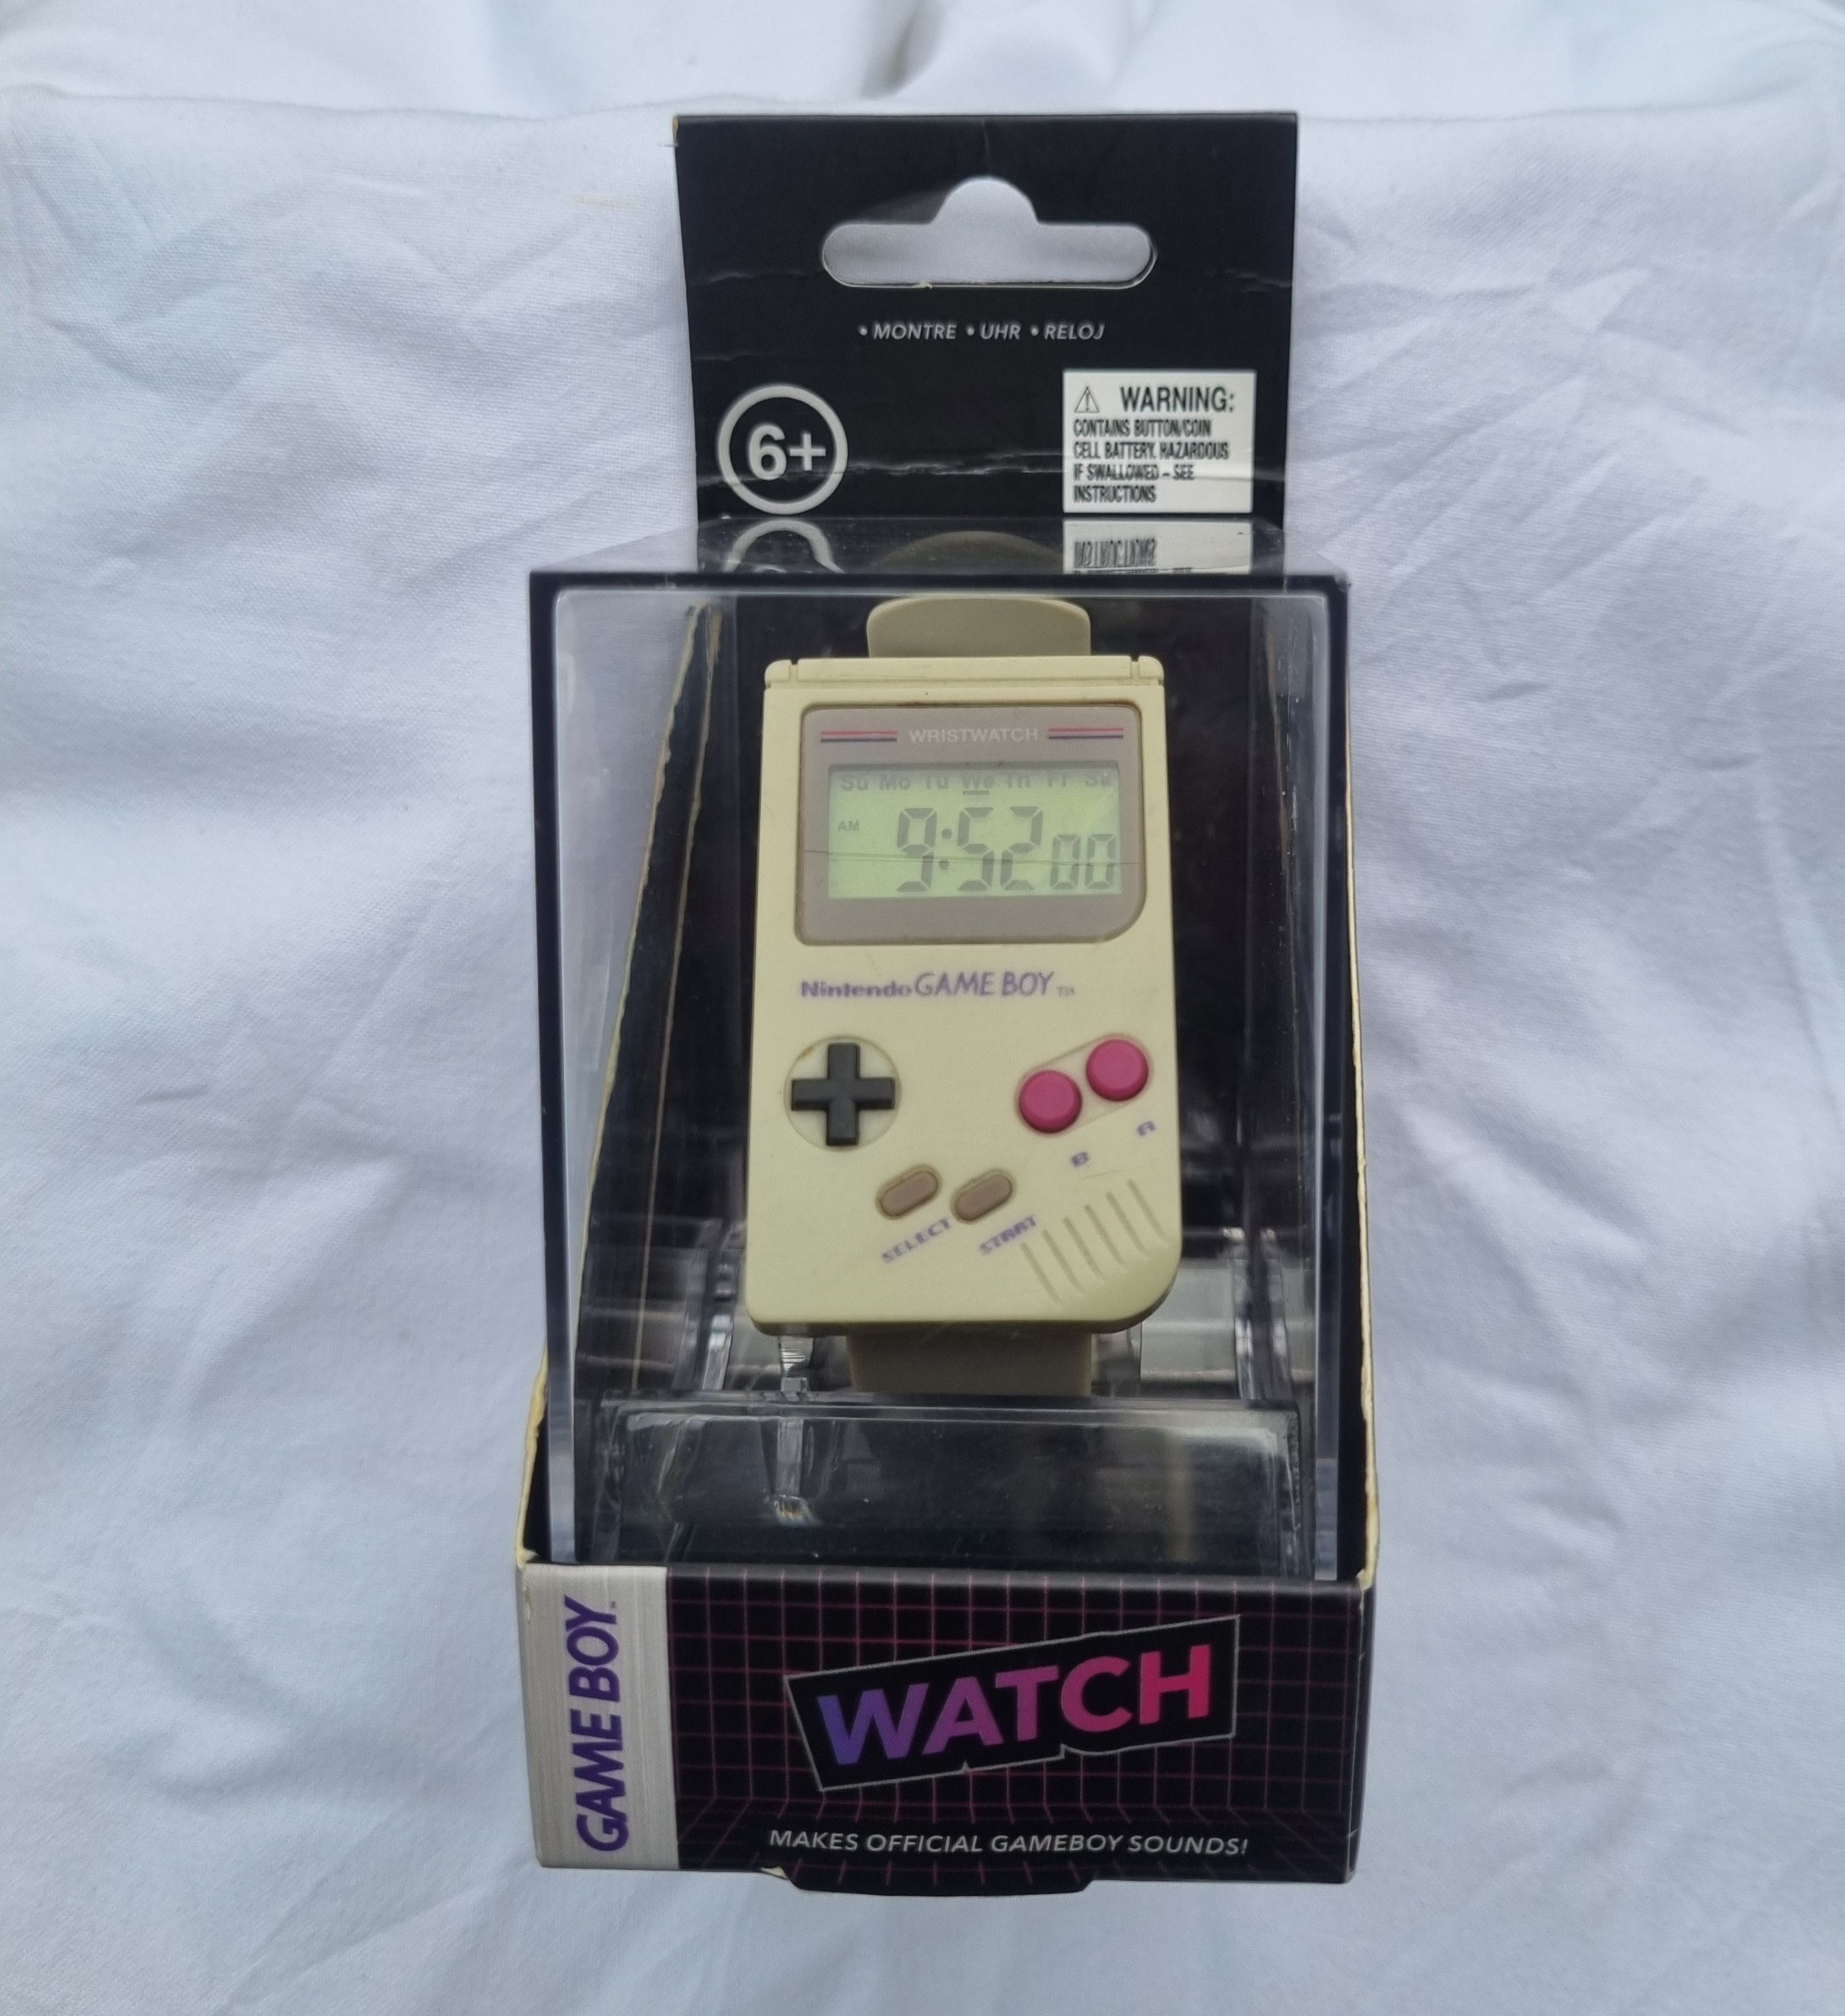 • MONTRE • UHR • RELOJ
6+
WARNING:
CONTAINS BUTTON/COIN
CELL BATTERY. HAZARDOUS
IF SWALLOWED – SEE
INSTRUCTIONS
WRISTWATCH
Su Mo Tu We Th Fr Sa
AM
9:52 00
Nintendo GAME BOY TM
B A
SELECT START
GAME BOY™
WATCH
MAKES OFFICIAL GAMEBOY SOUNDS!